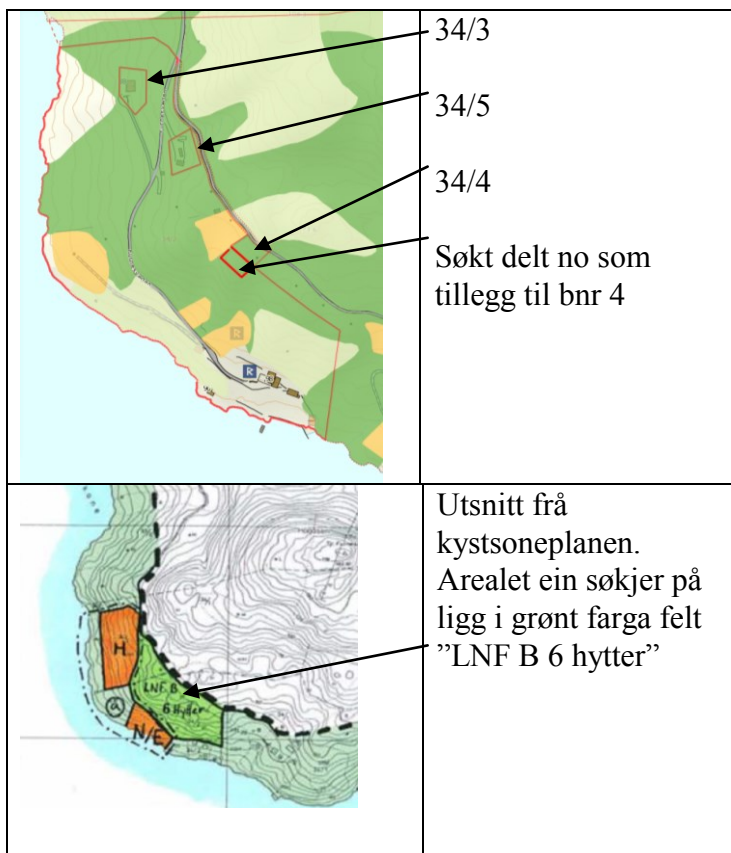 34/3
34/5
34/4
Søkt delt no som
tillegg til bnr 4
R
R
Utsnitt frå
kystsoneplanen.
Arealet ein søkjer på
ligg i grønt farga felt
”LNF B 6 hytter”
H
LNF B
6 Hytter
a
N/E